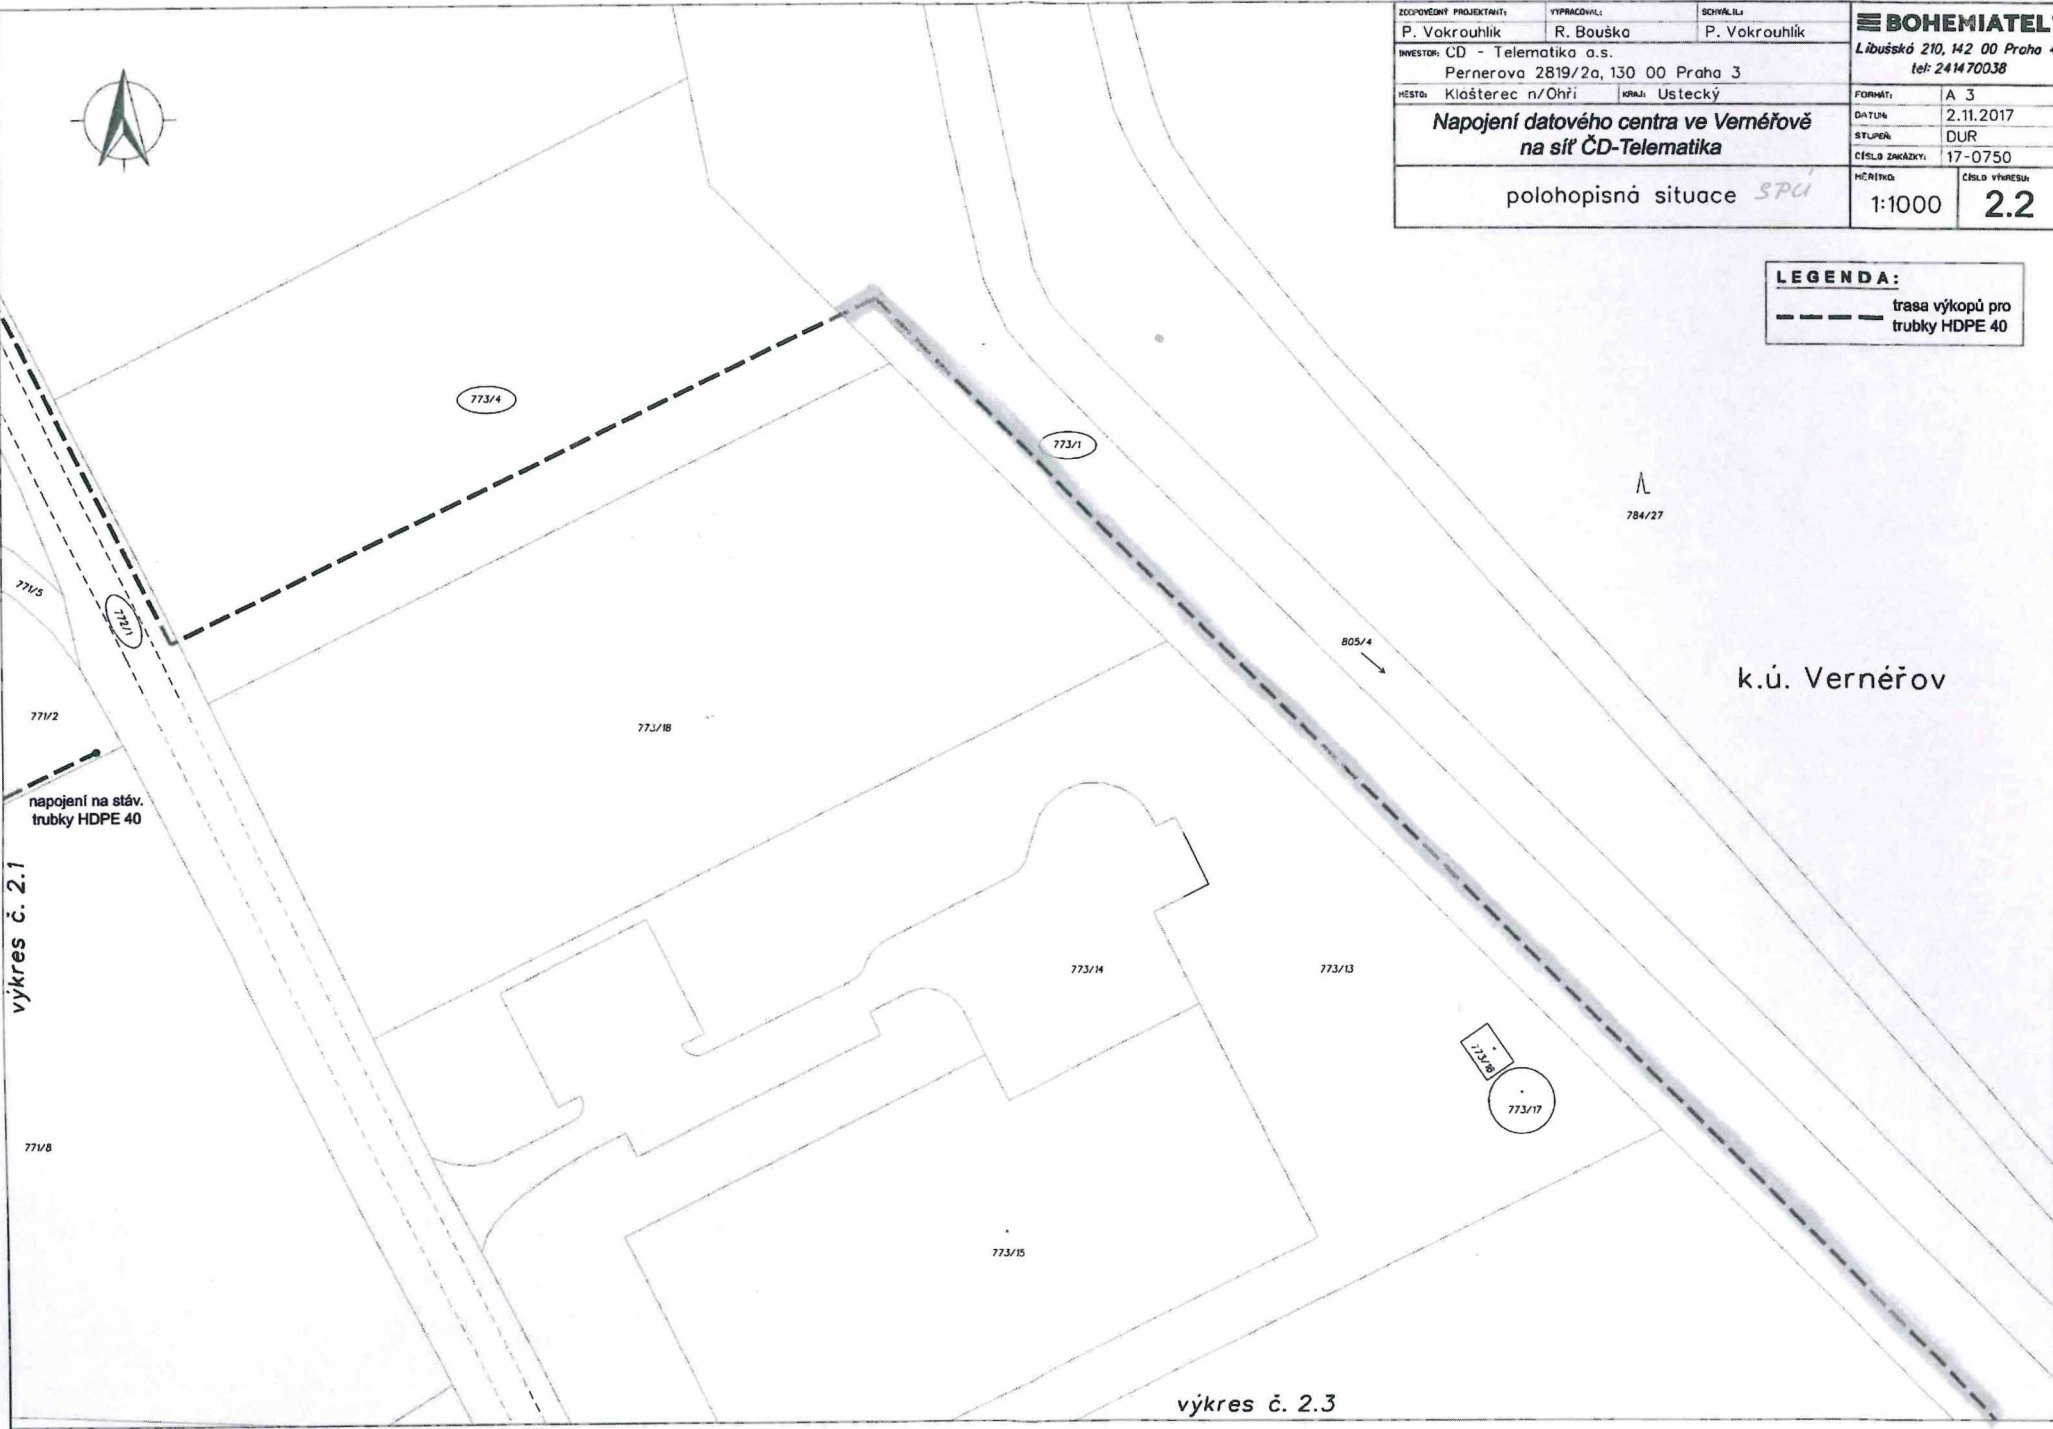 ZODPOVĚDNÝ PROJEKTANT: VYPRACOVAL: SCHVÁLIL:
P. Vokrouhlík R. Bouška P. Vokrouhlík
INVESTOR: ČD - Telematika a.s.
Pernerova 2819/2a, 130 00 Praha 3
MĚSTO: Klášterec n/Ohří KRAJ: Ústecký
Napojení datového centra ve Vernéřově
na síť ČD-Telematika
polohopisná situace SPÚ
BOHEMIATEL
Libušská 210, 142 00 Praha 4
tel: 241470038
FORMÁT: A 3
DATUM: 2.11.2017
STUPEŇ: DUR
ČÍSLO ZAKÁZKY: 17-0750
MĚŘÍTKO: ČÍSLO VÝKRESU:
1:1000 2.2
LEGENDA:
trasa výkopů pro
trubky HDPE 40
773/4
773/1
784/27
771/5
772/1
805/4
k.ú. Vernéřov
771/2
773/18
napojení na stáv.
trubky HDPE 40
výkres č. 2.1
773/14
773/13
773/16
773/17
771/8
773/15
výkres č. 2.3